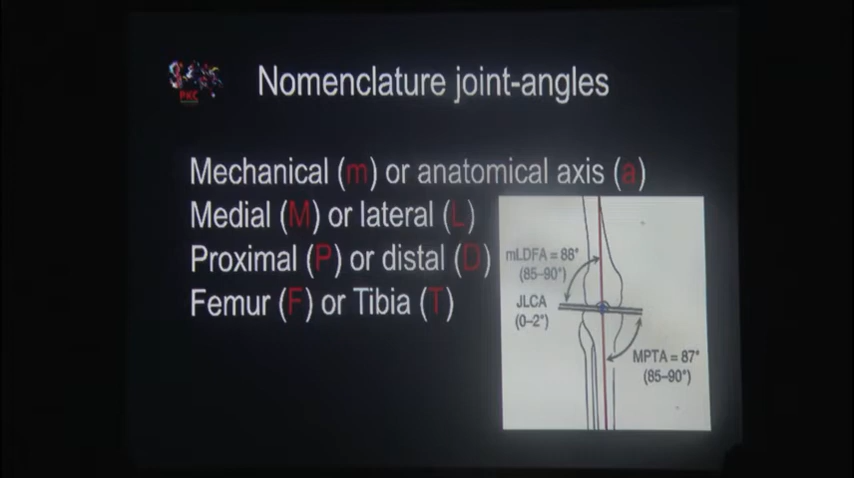 PKC
Nomenclature joint-angles
Mechanical (m) or anatomical axis (a)
Medial (M) or lateral (L)
Proximal (P) or distal (D)
Femur (F) or Tibia (T)
mLDFA = 88°
(85–90°)
JLCA
(0–2°)
MPTA = 87°
(85–90°)